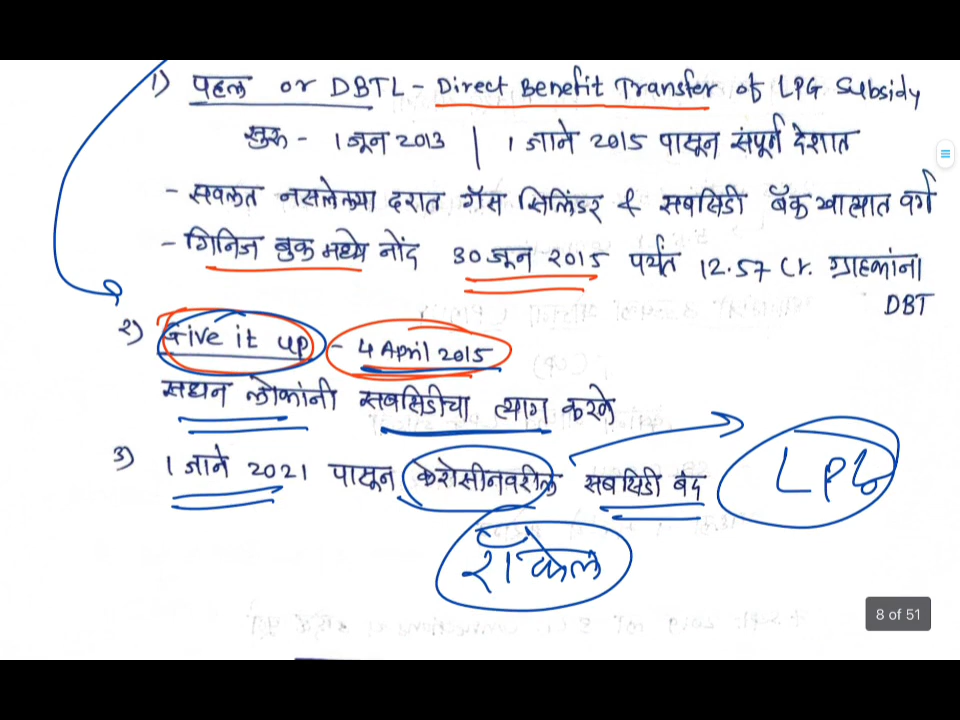 1) पहल or DBTL - Direct Benefit Transfer of LPG Subsidy
सुरू - 1 जून 2013 | 1 जाने 2015 पासून संपूर्ण देशात
- सवलत नसलेल्या दरात गॅस सिलिंडर & सबसिडी बॅंक खात्यात वर्ग
- गिनिज बुक मध्ये नोंद 30 जून 2015 पर्यंत 12.57 Cr. ग्राहकांना
DBT
२) Give it up - 4 April 2015
सधन लोकांनी सबसिडीचा त्याग करणे
3) 1 जाने 2021 पासून केरोसीनवरील सबसिडी बंद
LPG
रॉकेल
8 of 51